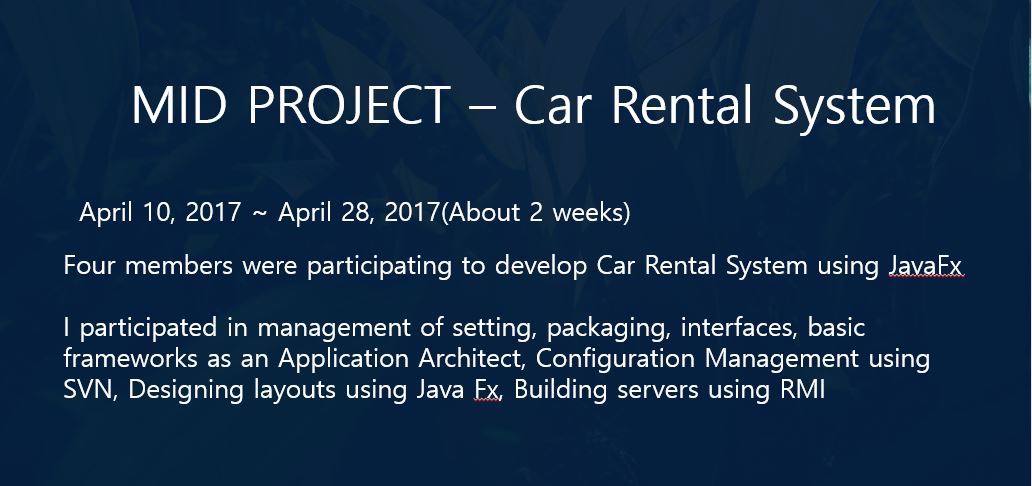 MID PROJECT – Car Rental System
April 10, 2017 ~ April 28, 2017(About 2 weeks)
Four members were participating to develop Car Rental System using JavaFx
I participated in management of setting, packaging, interfaces, basic
frameworks as an Application Architect, Configuration Management using
SVN, Designing layouts using Java Fx, Building servers using RMI